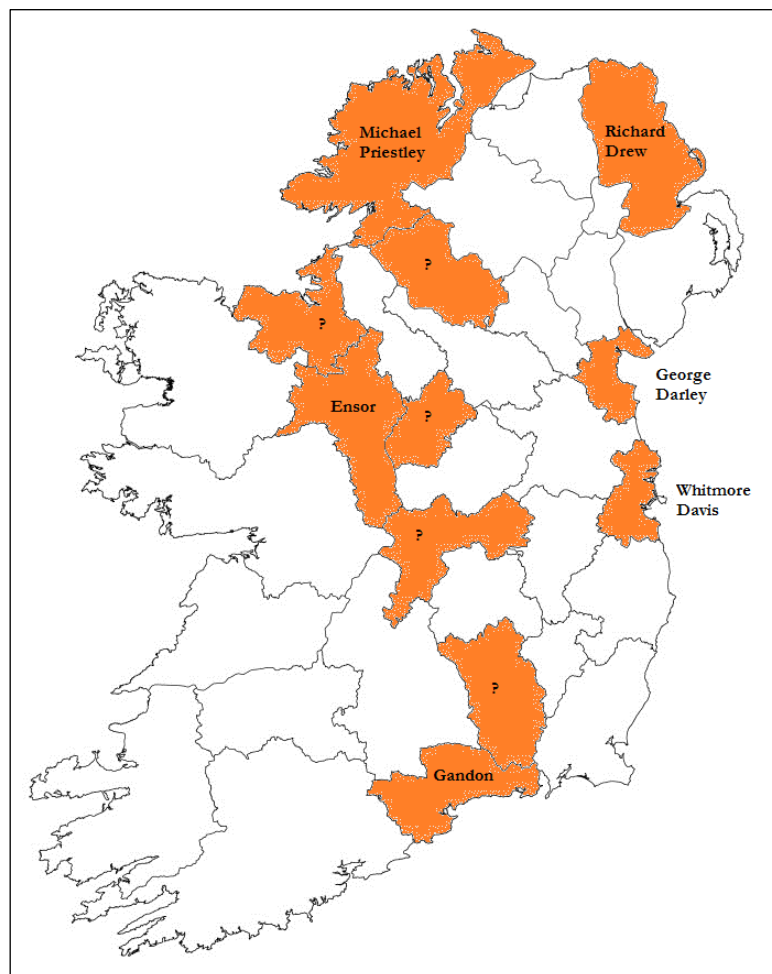 Michael
Priestley
Richard
Drew
?
?
George
Darley
Ensor
?
Whitmore
Davis
?
?
Gandon